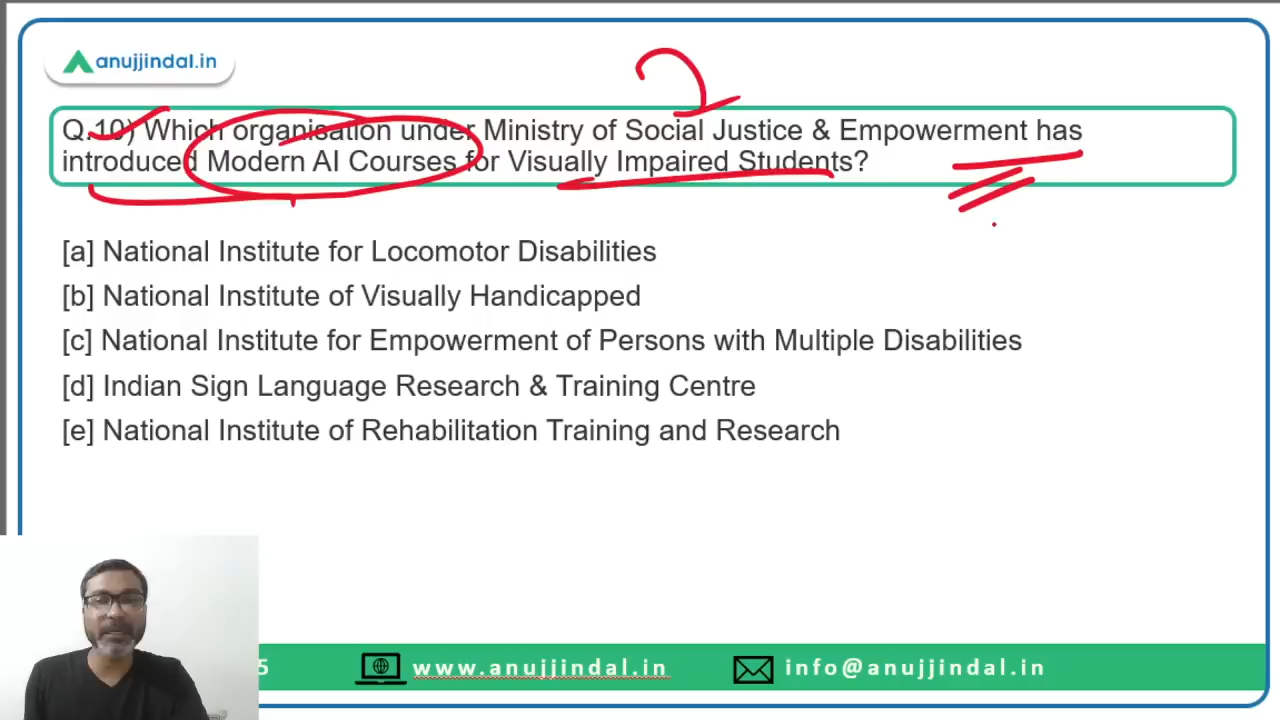 anujjindal.in
Q.10) Which organisation under Ministry of Social Justice & Empowerment has
introduced Modern AI Courses for Visually Impaired Students?
[a] National Institute for Locomotor Disabilities
[b] National Institute of Visually Handicapped
[c] National Institute for Empowerment of Persons with Multiple Disabilities
[d] Indian Sign Language Research & Training Centre
[e] National Institute of Rehabilitation Training and Research
5 www.anujjindal.in info@anujjindal.in